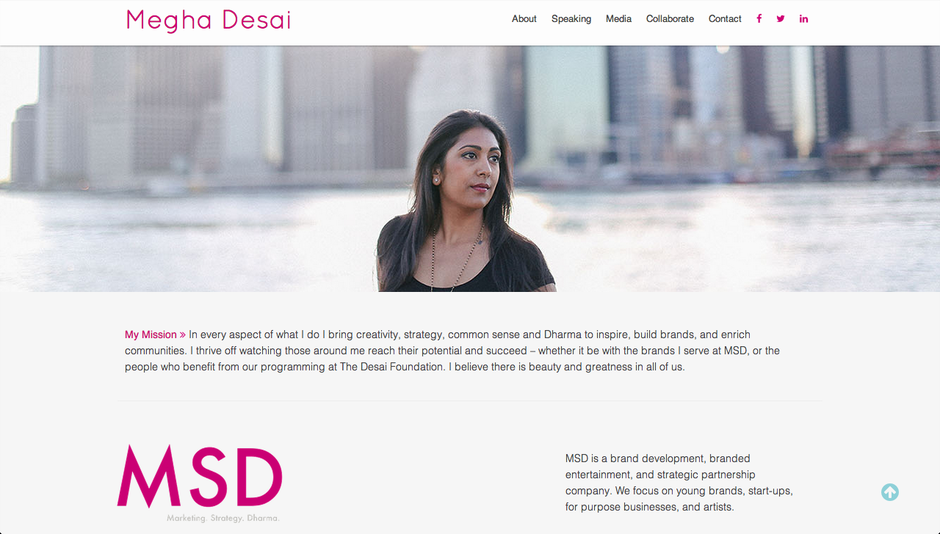 Megha Desai
About Speaking Media Collaborate Contact
My Mission » In every aspect of what I do I bring creativity, strategy, common sense and Dharma to inspire, build brands, and enrich
communities. I thrive off watching those around me reach their potential and succeed – whether it be with the brands I serve at MSD, or the
people who benefit from our programming at The Desai Foundation. I believe there is beauty and greatness in all of us.
MSD
Marketing. Strategy. Dharma.
MSD is a brand development, branded
entertainment, and strategic partnership
company. We focus on young brands, start-ups,
for purpose businesses, and artists.